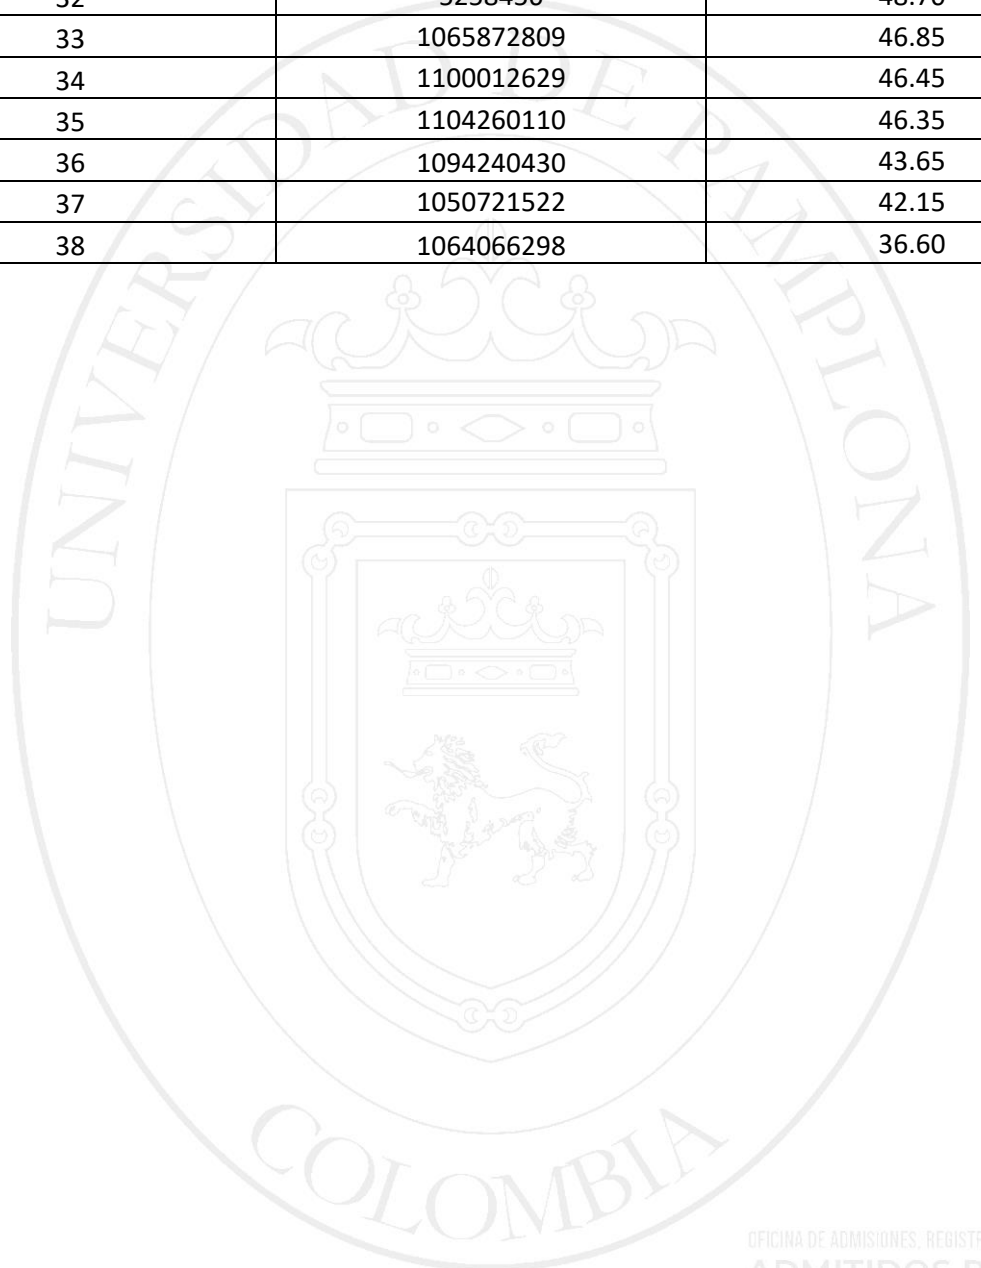 33 1065872809 46.85
34 1100012629 46.45
35 1104260110 46.35
36 1094240430 43.65
37 1050721522 42.15
38 1064066298 36.60
UNIVERSIDAD DE PAMPLONA
COLOMBIA
OFICINA DE ADMISIONES,